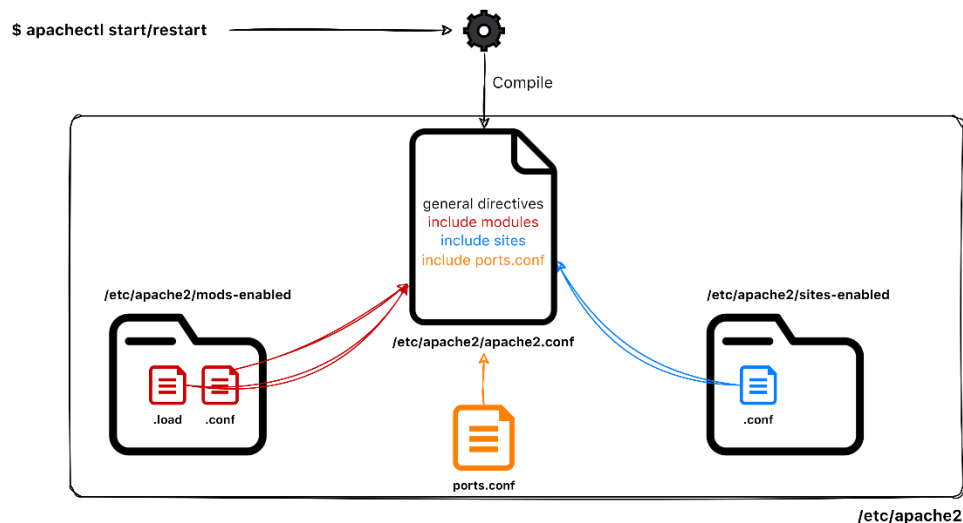 $ apachectl start/restart
Compile
general directives
include modules
include sites
include ports.conf
/etc/apache2/mods-enabled
/etc/apache2/sites-enabled
/etc/apache2/apache2.conf
.load
.conf
.conf
ports.conf
/etc/apache2